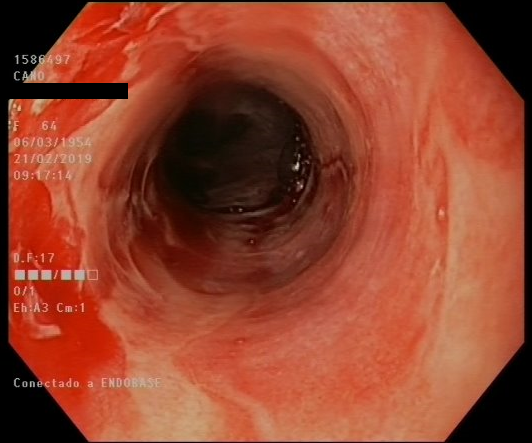 1586497
CANO
F 64
06/03/1954
21/02/2019
09:17:14
D.F:17
■■■/■■□
0/1
Eh:A3 Cm:1
Conectado a ENDOBASE